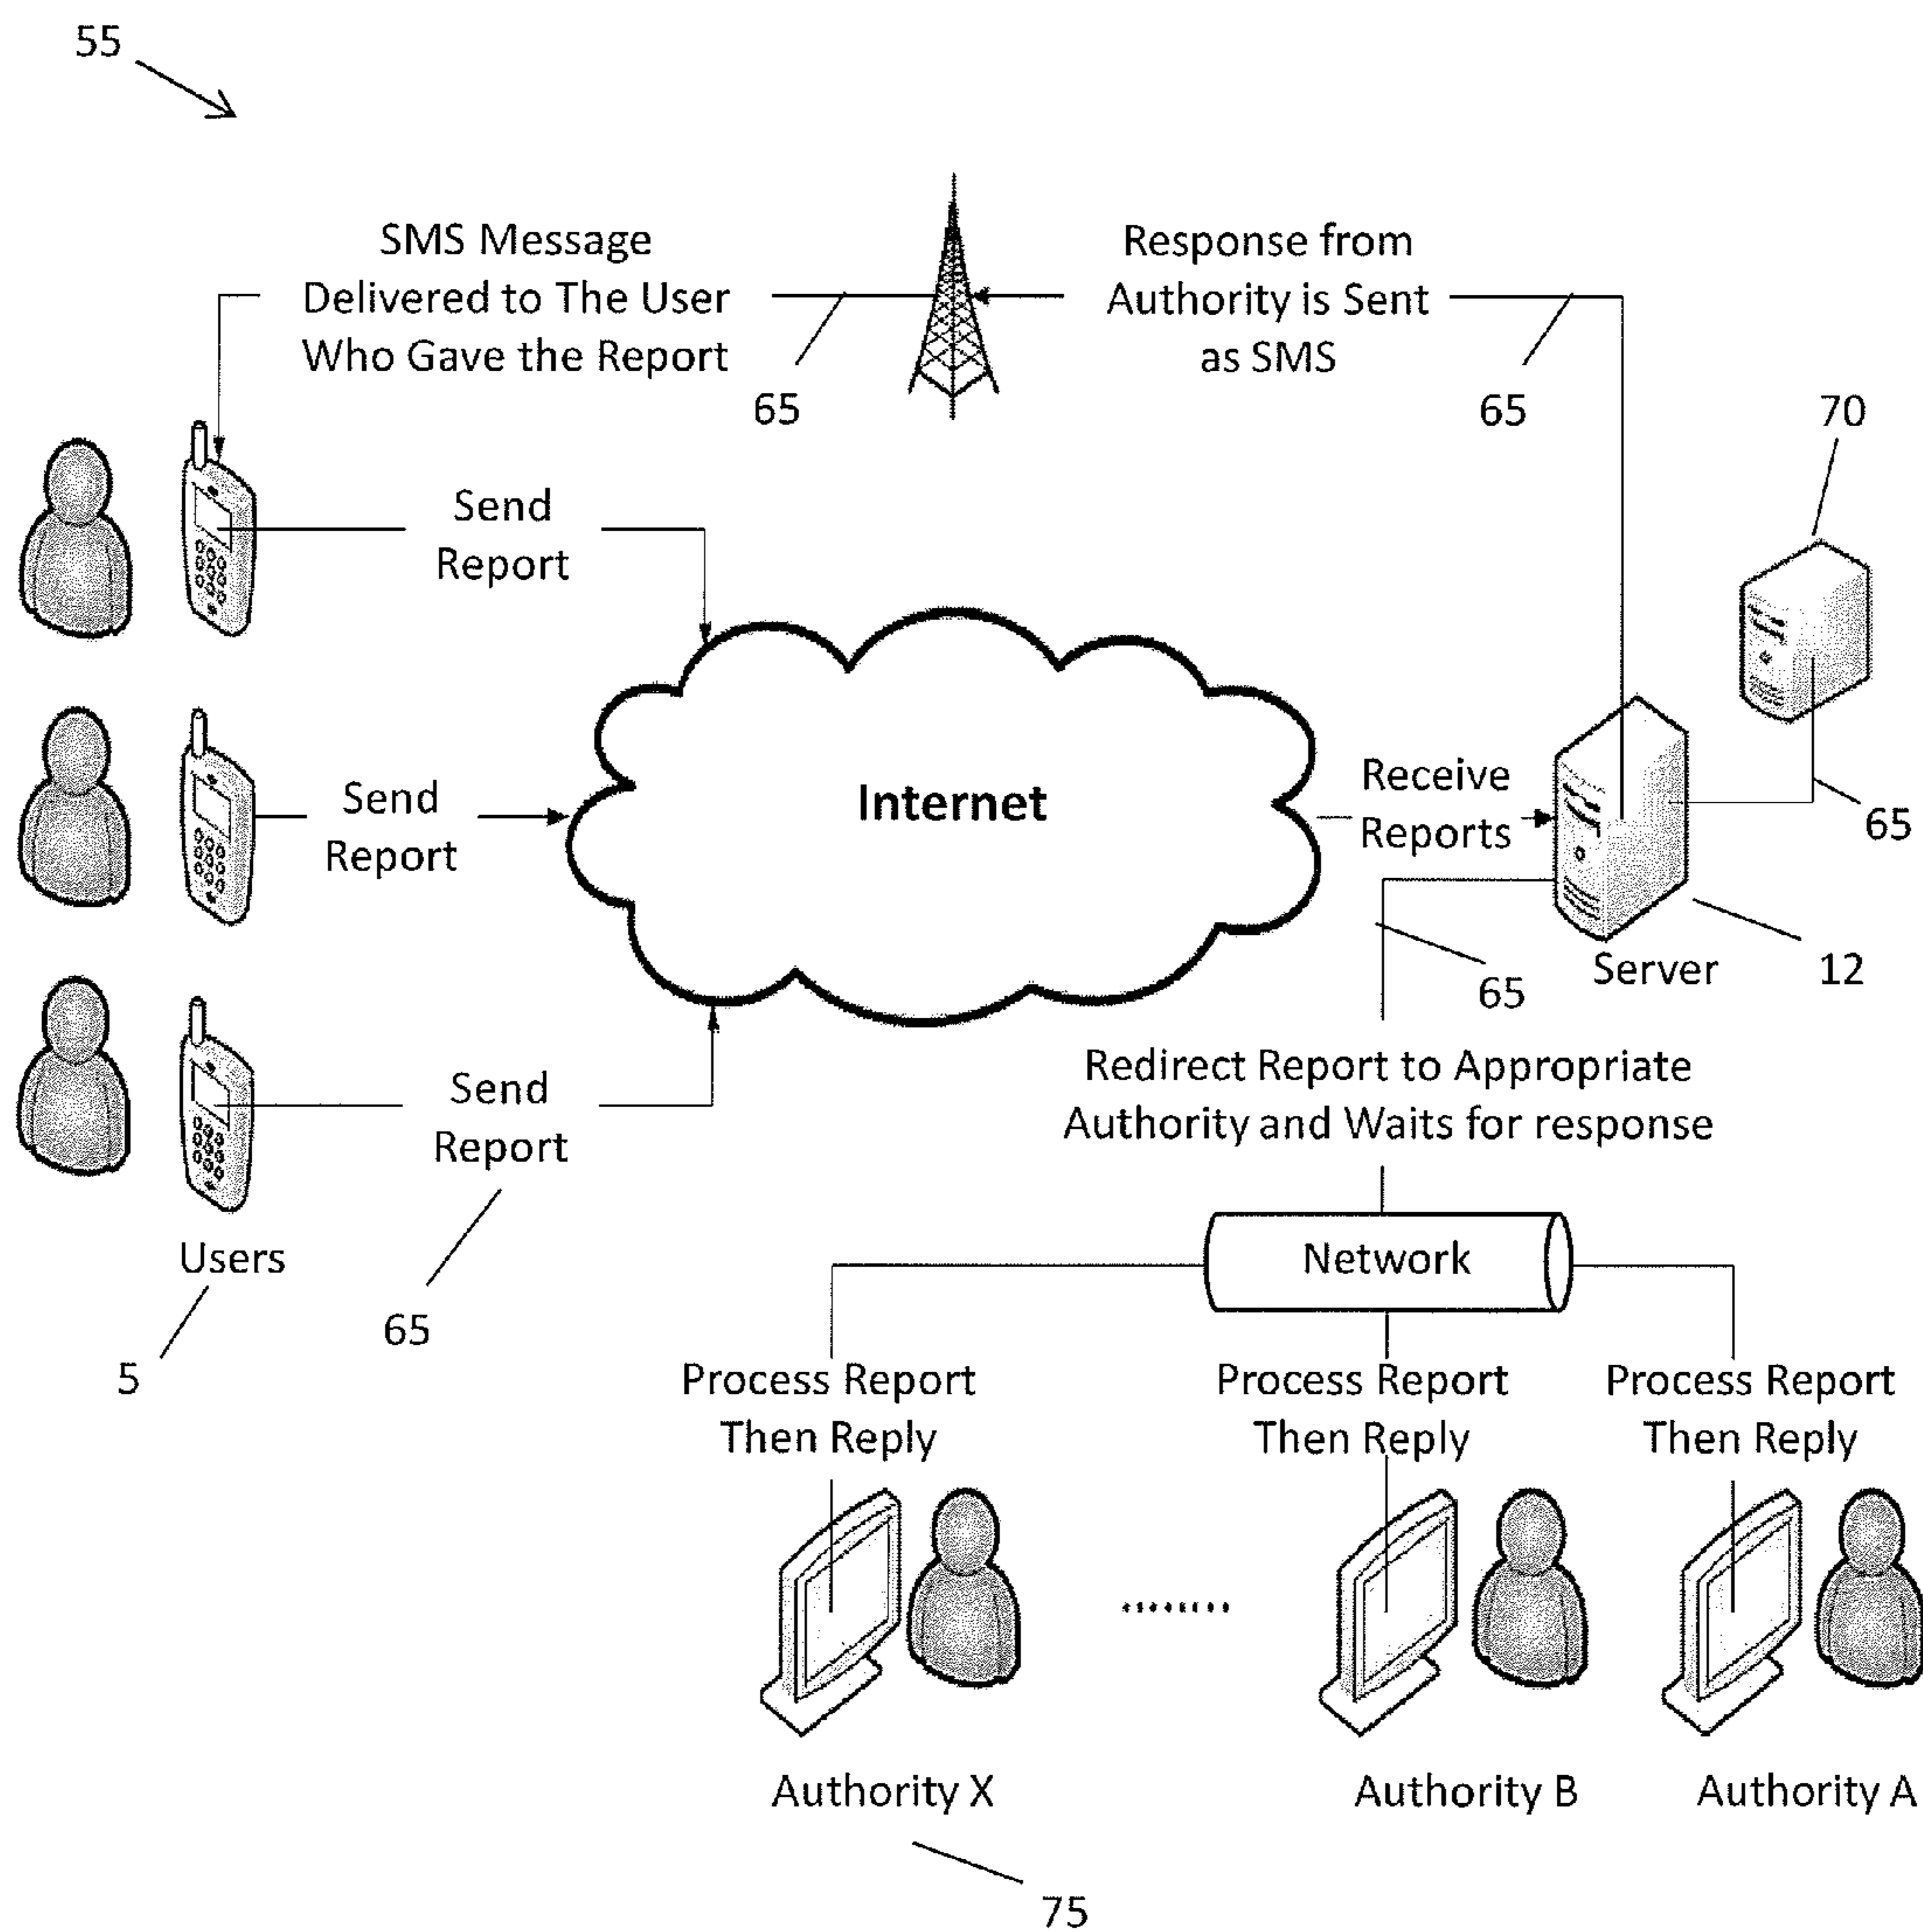 55
SMS Message
Delivered to The User
Who Gave the Report
65
Response from
Authority is Sent
as SMS
65
70
Send
Report
Send
Report
Internet
Receive
Reports
65
65
Server
12
Send
Report
Users
65
5
Redirect Report to Appropriate
Authority and Waits for response
Network
Process Report
Then Reply
Process Report
Then Reply
Process Report
Then Reply
Authority X
Authority B
Authority A
75